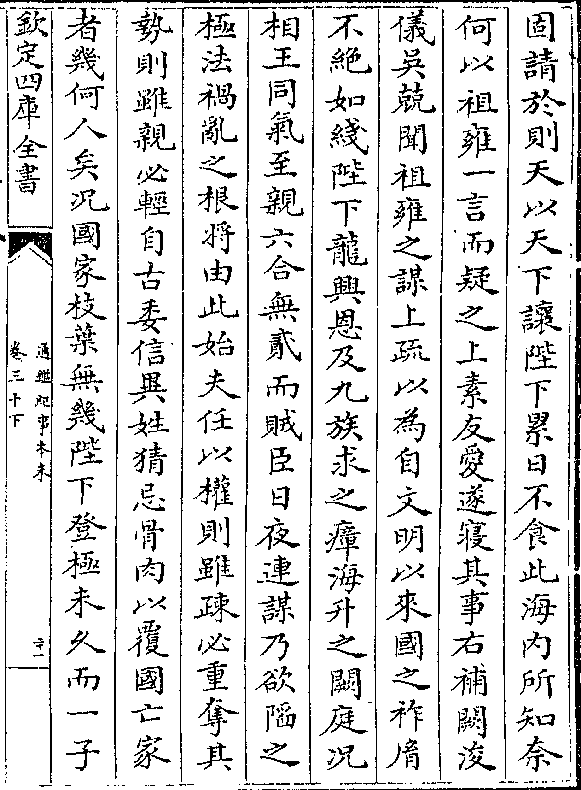 固請於則天以天下讓陛下累日不食此海内所知奈
何以祖雍一言而疑之上素友愛遂寢其事右補闕浚
儀吳兢聞祖雍之謀上疏以為自文明以來國之祚㣧
不絶如綫陛下龍興恩及九族求之瘴海升之闕庭况
相王同氣至親六合無貳而賊臣日夜連謀乃欲陷之
極法禍亂之根將由此始夫任以權則雖疎必重奪其
勢則雖親必輕自古委信異姓猜忌骨肉以覆國亡家
者幾何人矣况國家枝葉無幾陛下登極未久而一子
欽定四庫全書
通鑑紀事本末
卷三十下